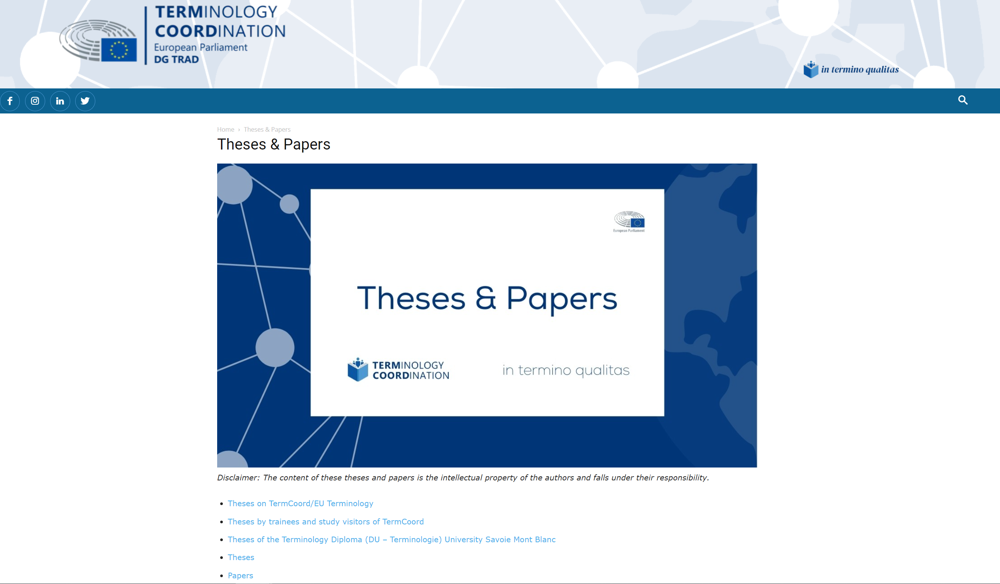 TERMINOLOGY
COORDINATION
European Parliament
DG TRAD
in termino qualitas
Home › Theses & Papers
Theses & Papers
European Parliament
Theses & Papers
TERMINOLOGY
COORDINATION
in termino qualitas
Disclaimer: The content of these theses and papers is the intellectual property of the authors and falls under their responsibility.
• Theses on TermCoord/EU Terminology
• Theses by trainees and study visitors of TermCoord
• Theses of the Terminology Diploma (DU – Terminologie) University Savoie Mont Blanc
• Theses
• Papers